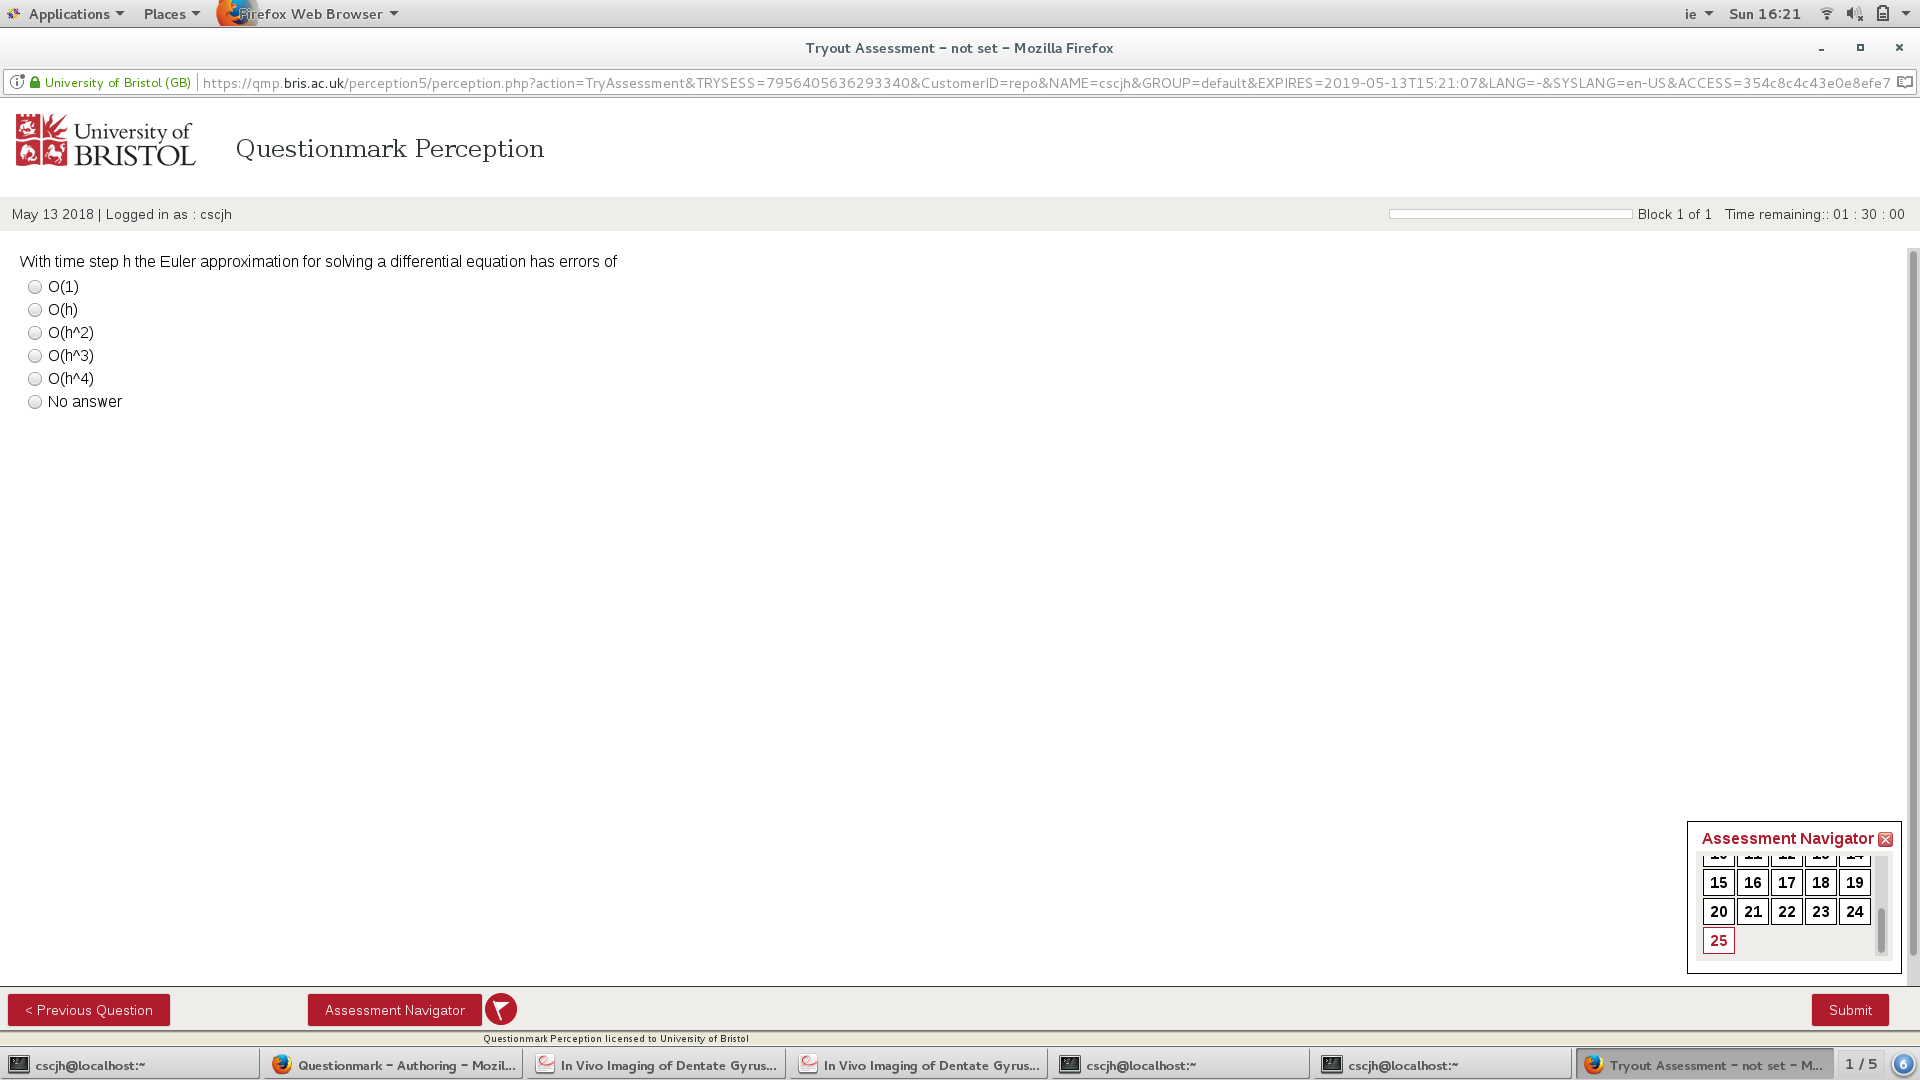 Applications Places Firefox Web Browser ie Sun 16:21
Tryout Assessment - not set - Mozilla Firefox
University of Bristol (GB) https://qmp.bris.ac.uk/perception5/perception.php?action=TryAssessment&TRYSESS=7956405636293340&CustomerID=repo&NAME=cscjh&GROUP=default&EXPIRES=2019-05-13T15:21:07&LANG=-&SYSLANG=en-US&ACCESS=354c8c4c43e0e8efe7
University of
BRISTOL
Questionmark Perception
May 13 2018 | Logged in as : cscjh Block 1 of 1 Time remaining:: 01 : 30 : 00
With time step h the Euler approximation for solving a differential equation has errors of
O(1)
O(h)
O(h^2)
O(h^3)
O(h^4)
No answer
Assessment Navigator
15 16 17 18 19
20 21 22 23 24
25
< Previous Question Assessment Navigator Submit
Questionmark Perception licensed to University of Bristol
cscjh@localhost:~ Questionmark - Authoring - Mozil... In Vivo Imaging of Dentate Gyrus... In Vivo Imaging of Dentate Gyrus... cscjh@localhost:~ cscjh@localhost:~ Tryout Assessment - not set - M... 1 / 5 6